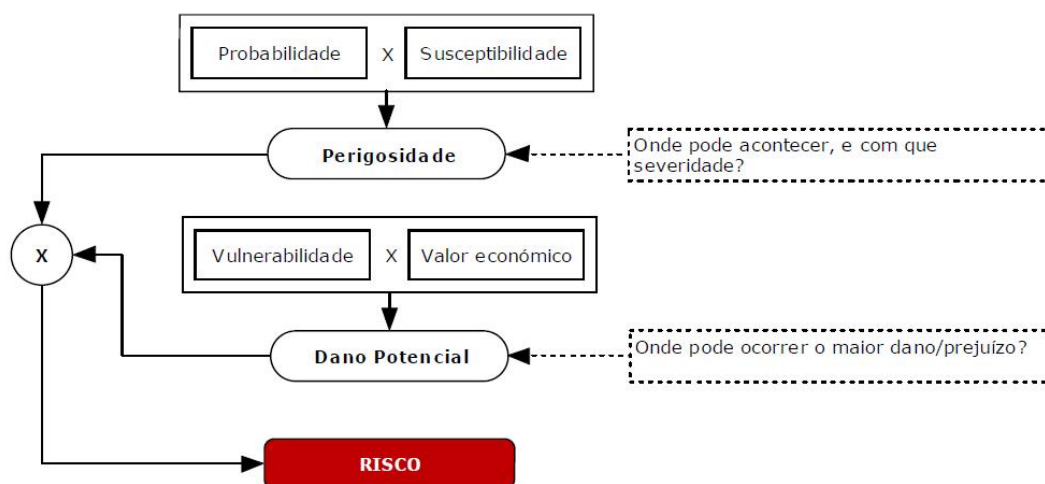 Probabilidade X Susceptibilidade
Perigosidade
Onde pode acontecer, e com que
severidade?
X
Vulnerabilidade X Valor económico
Dano Potencial
Onde pode ocorrer o maior dano/prejuízo?
RISCO